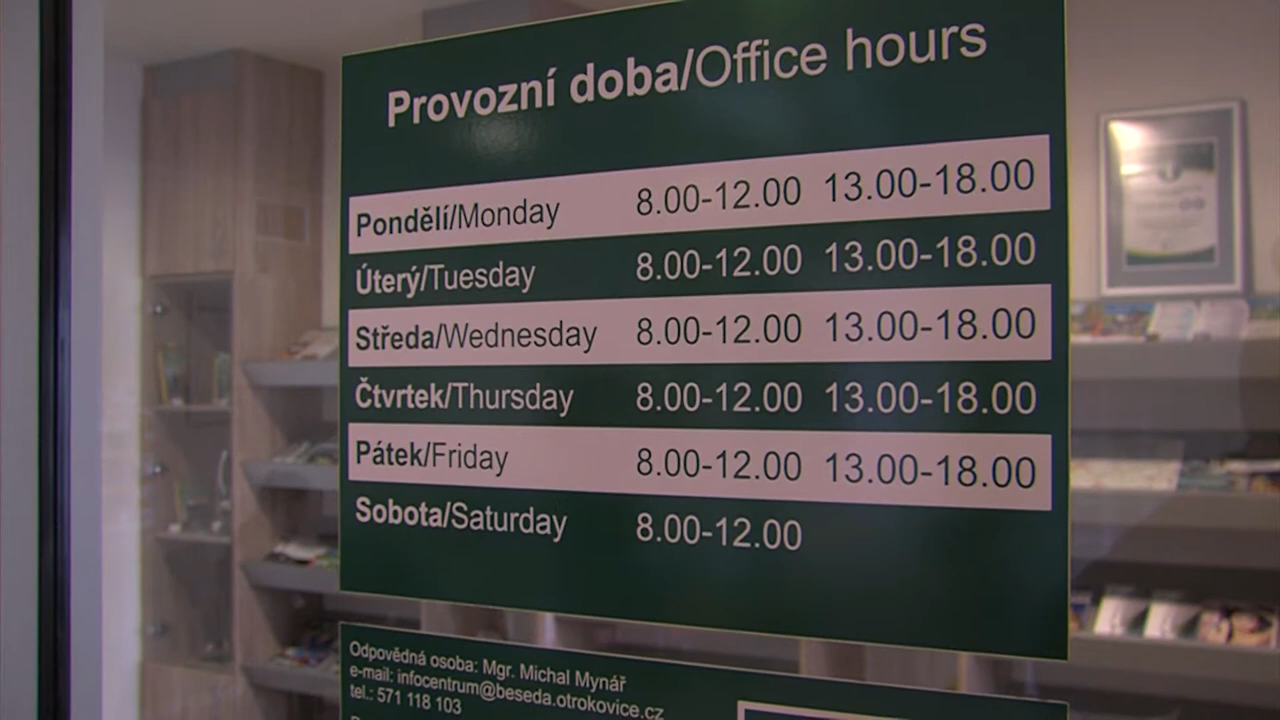 Provozní doba/Office hours
Pondělí/Monday 8.00-12.00 13.00-18.00
Úterý/Tuesday 8.00-12.00 13.00-18.00
Středa/Wednesday 8.00-12.00 13.00-18.00
Čtvrtek/Thursday 8.00-12.00 13.00-18.00
Pátek/Friday 8.00-12.00 13.00-18.00
Sobota/Saturday 8.00-12.00
Odpovědná osoba: Mgr. Michal Mynář
e-mail: infocentrum@beseda.otrokovice.cz
tel.: 571 118 103